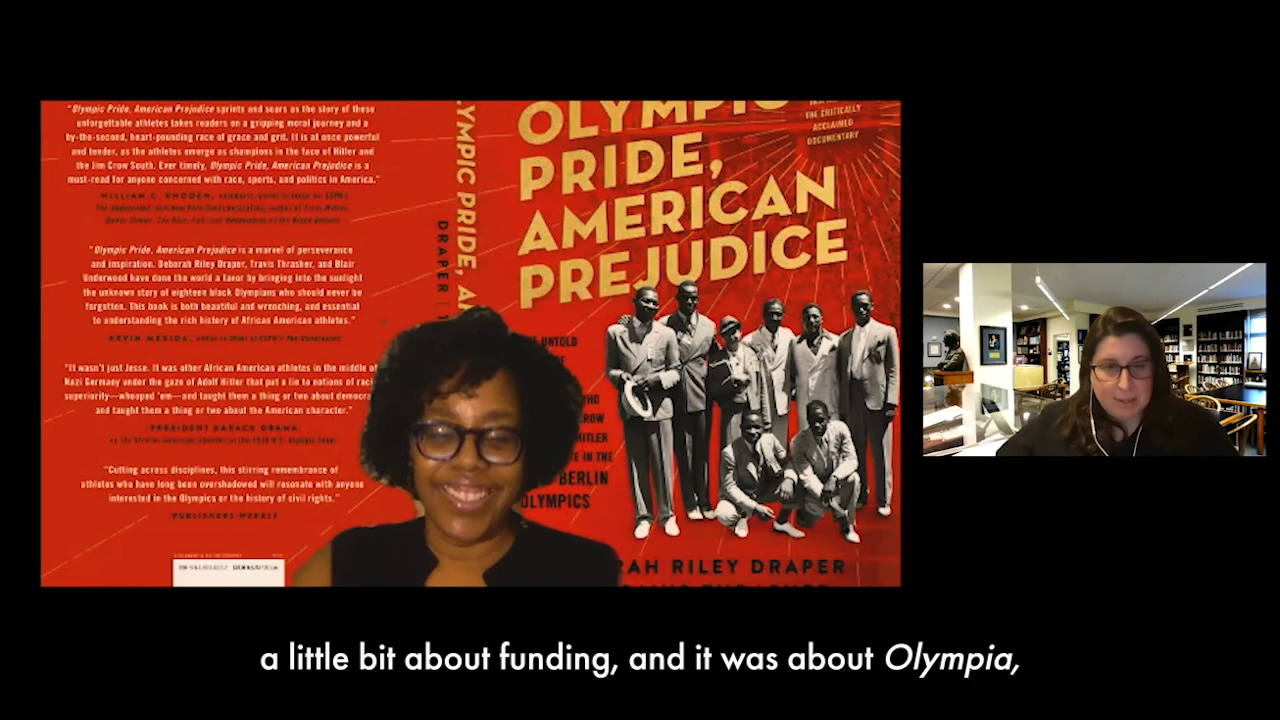 "Olympic Pride, American Prejudice sprints and soars as the story of these
unforgettable athletes takes readers on a gripping moral journey and a
by-the-second, heart-pounding race of grace and grit. It is at once powerful
and tender, as the athletes emerge as champions in the face of Hitler and
the Jim Crow South. Ever timely, Olympic Pride, American Prejudice is a
must-read for anyone concerned with race, sports, and politics in America."
WILLIAM C. RHODEN,
"Olympic Pride, American Prejudice is a marvel of perseverance
and inspiration. Deborah Riley Draper, Travis Thrasher, and Blair
Underwood have done the world a favor by bringing into the sunlight
the unknown story of eighteen black Olympians who should never be
forgotten. This book is both beautiful and wrenching, and essential
to understanding the rich history of African American athletes."
KEVIN MERIDA,
"It wasn't just Jesse. It was other African American athletes in the middle of
Nazi Germany under the gaze of Adolf Hitler that put a lie to notions of raci
superiority—whooped 'em—and taught them a thing or two about democra
and taught them a thing or two about the American character."
PRESIDENT BARACK OBAMA,
"Cutting across disciplines, this stirring remembrance of
athletes who have long been overshadowed will resonate with anyone
interested in the Olympics or the history of civil rights."
PUBLISHERS WEEKLY
YMPIC PRIDE, A
DRAPER
OLYMPIC
PRIDE,
AMERICAN
PREJUDICE
THE CRITICALLY
ACCLAIMED
DOCUMENTARY
UNTOLD
HO
ROW
HITLER
TE IN THE
BERLIN
OLYMPICS
RAH RILEY DRAPER
a little bit about funding, and it was about Olympia,